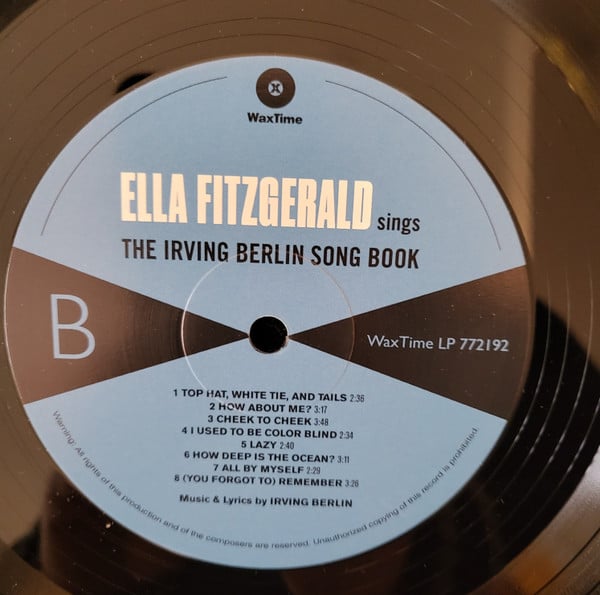 WaxTime
ELLA FITZGERALD sings
THE IRVING BERLIN SONG BOOK
B
WaxTime LP 772192
1 TOP HAT, WHITE TIE, AND TAILS 2:36
2 HOW ABOUT ME? 3:17
3 CHEEK TO CHEEK 3:48
4 I USED TO BE COLOR BLIND 2:34
5 LAZY 2:40
6 HOW DEEP IS THE OCEAN? 3:11
7 ALL BY MYSELF 2:29
8 (YOU FORGOT TO) REMEMBER 3:28
Music & Lyrics by IRVING BERLIN
Warning: All rights of this production and of the composers are reserved. Unauthorized copying of this record is prohibited.